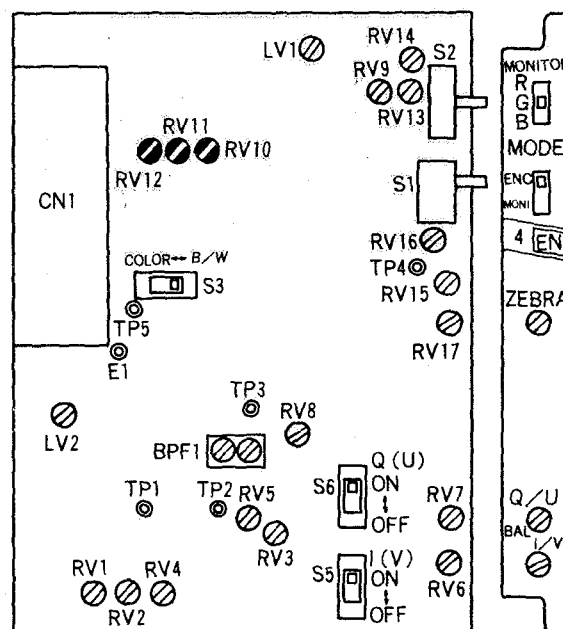 LV1
RV14
S2
RV9
RV13
MONITOR
R
G
B
RV11
RV10
RV12
MODE
CN1
S1
ENC
MONI
RV16
4 EN
TP4
COLOR↔B/W
S3
RV15
ZEBRA
TP5
RV17
E1
TP3
RV8
LV2
BPF1
Q(U)
S6
ON
↕
OFF
TP1
TP2
RV5
RV7
Q/U
RV3
BAL
I/V
I(V)
S5
ON
↕
OFF
RV6
RV1
RV4
RV2